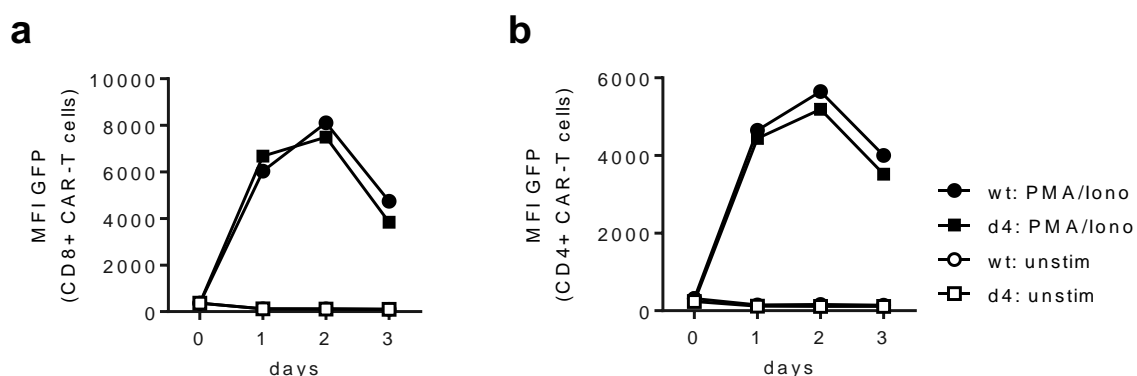 a
MFI GFP
(CD8+ CAR-T cells)
10000
8000
6000
4000
2000
0
0 1 2 3
days
b
MFI GFP
(CD4+ CAR-T cells)
6000
4000
2000
0
0 1 2 3
days
wt: PMA/Iono
d4: PMA/Iono
wt: unstim
d4: unstim